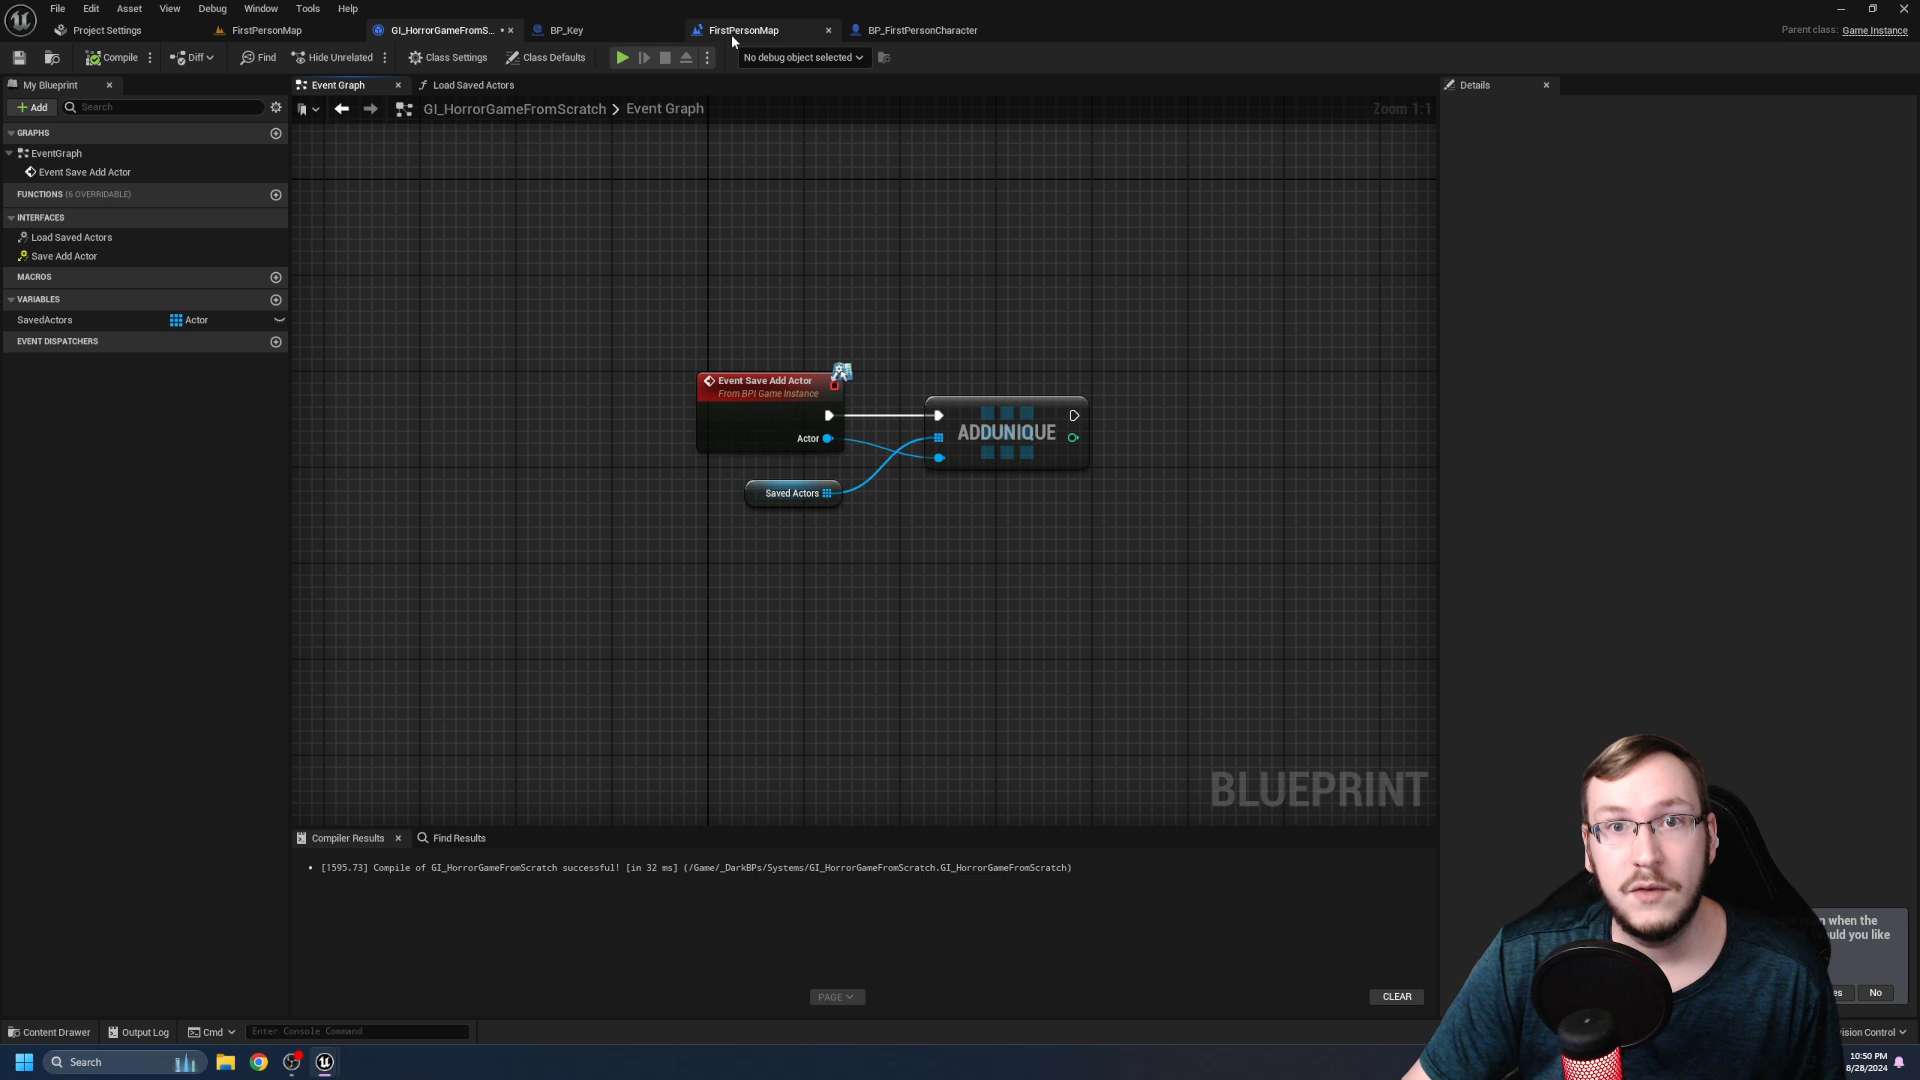 File Edit Asset View Debug Window Tools Help
Project Settings FirstPersonMap GI_HorrorGameFromS... • BP_Key FirstPersonMap BP_FirstPersonCharacter Parent class: Game Instance
Compile Diff Find Hide Unrelated Class Settings Class Defaults No debug object selected
My Blueprint Event Graph Load Saved Actors Details
Add Search GI_HorrorGameFromScratch > Event Graph Zoom 1:1
GRAPHS
EventGraph
Event Save Add Actor
FUNCTIONS (6 OVERRIDABLE)
INTERFACES
Load Saved Actors
Save Add Actor
MACROS
VARIABLES
SavedActors Actor
EVENT DISPATCHERS
Event Save Add Actor
From BPI Game Instance
Actor
ADDUNIQUE
Saved Actors
BLUEPRINT
Compiler Results Find Results
• [1595.73] Compile of GI_HorrorGameFromScratch successful! [in 32 ms] (/Game/_DarkBPs/Systems/GI_HorrorGameFromScratch.GI_HorrorGameFromScratch)
when the
uld you like
es No
PAGE CLEAR
Content Drawer Output Log Cmd Enter Console Command vision Control
Search
10:50 PM
8/28/2024